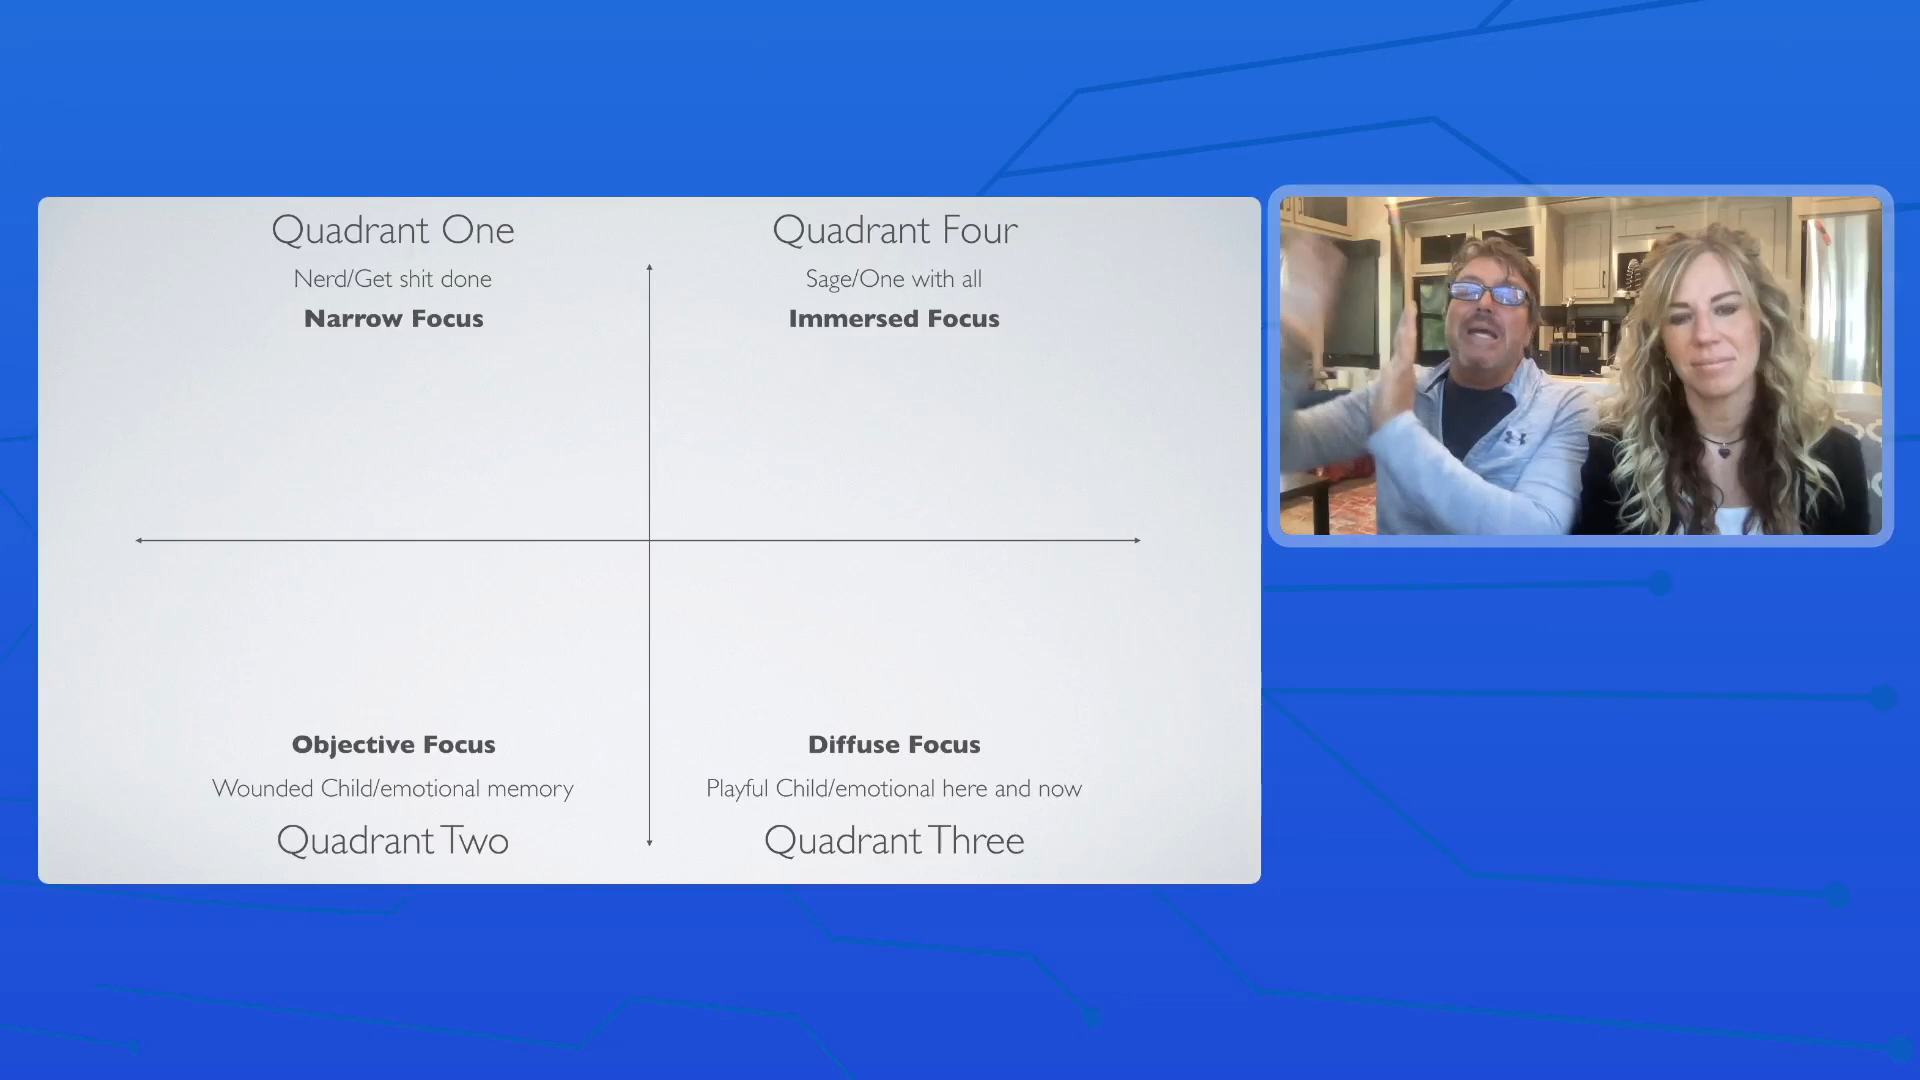 Quadrant One
Nerd/Get shit done
Narrow Focus
Quadrant Four
Sage/One with all
Immersed Focus
Objective Focus
Wounded Child/emotional memory
Quadrant Two
Diffuse Focus
Playful Child/emotional here and now
Quadrant Three